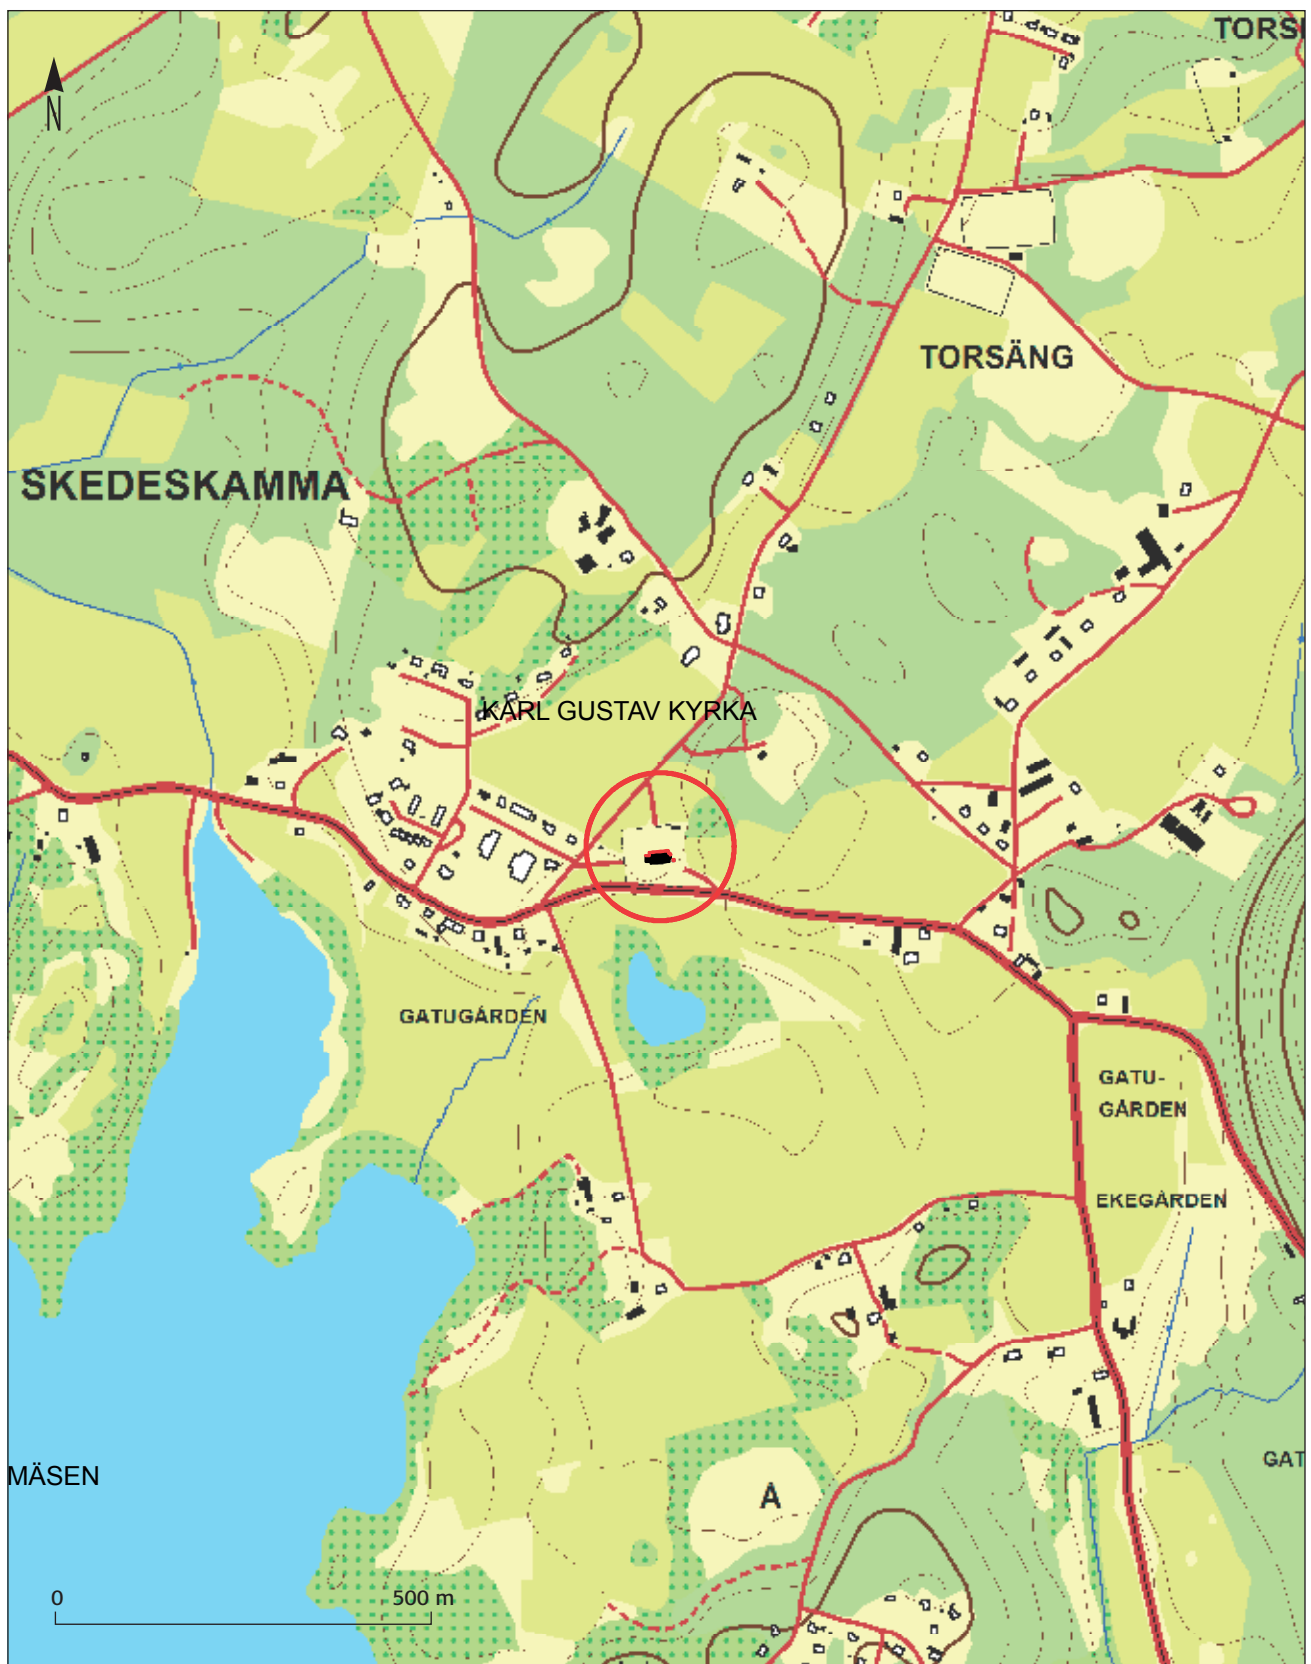 TORS
N
TORSÄNG
SKEDESKAMMA
KARL GUSTAV KYRKA
GATUGÅRDEN
GATU-
GÅRDEN
EKEGÅRDEN
GAT
MÄSEN
A
0 500 m